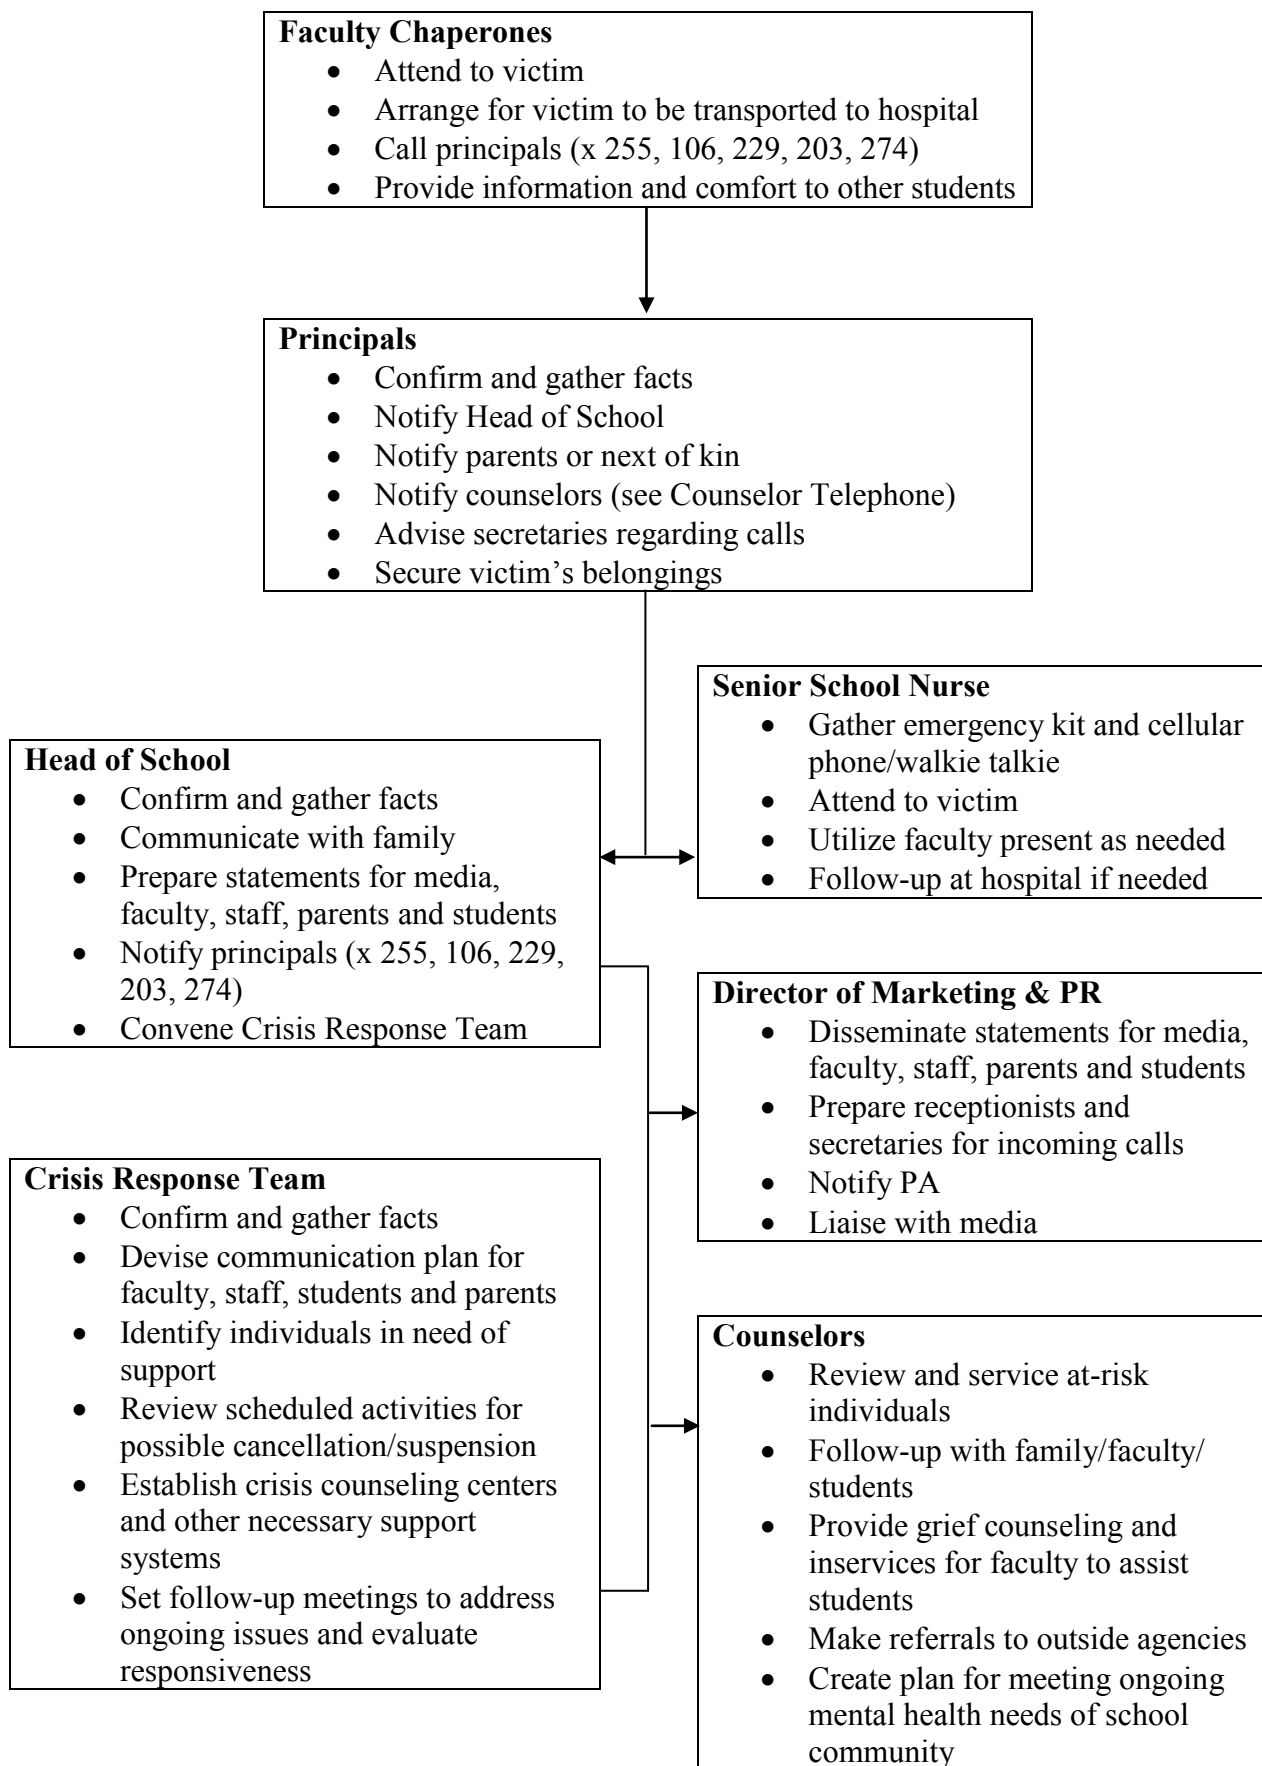 Faculty Chaperones
• Attend to victim
• Arrange for victim to be transported to hospital
• Call principals (x 255, 106, 229, 203, 274)
• Provide information and comfort to other students
Principals
• Confirm and gather facts
• Notify Head of School
• Notify parents or next of kin
• Notify counselors (see Counselor Telephone)
• Advise secretaries regarding calls
• Secure victim’s belongings
Senior School Nurse
• Gather emergency kit and cellular
phone/walkie talkie
• Attend to victim
• Utilize faculty present as needed
• Follow-up at hospital if needed
Head of School
• Confirm and gather facts
• Communicate with family
• Prepare statements for media,
faculty, staff, parents and students
• Notify principals (x 255, 106, 229,
203, 274)
• Convene Crisis Response Team
Director of Marketing & PR
• Disseminate statements for media,
faculty, staff, parents and students
• Prepare receptionists and
secretaries for incoming calls
• Notify PA
• Liaise with media
Crisis Response Team
• Confirm and gather facts
• Devise communication plan for
faculty, staff, students and parents
• Identify individuals in need of
support
• Review scheduled activities for
possible cancellation/suspension
• Establish crisis counseling centers
and other necessary support
systems
• Set follow-up meetings to address
ongoing issues and evaluate
responsiveness
Counselors
• Review and service at-risk
individuals
• Follow-up with family/faculty/
students
• Provide grief counseling and
inservices for faculty to assist
students
• Make referrals to outside agencies
• Create plan for meeting ongoing
mental health needs of school
community